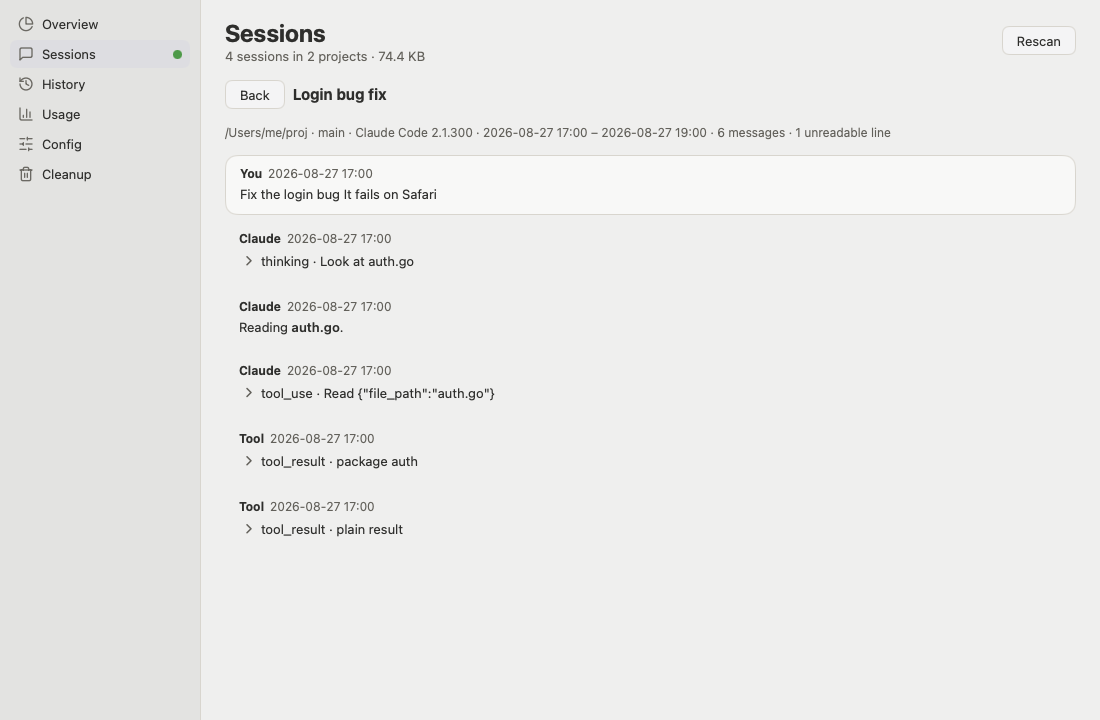 Overview
Sessions
History
Usage
Config
Cleanup
Sessions
4 sessions in 2 projects · 74.4 KB
Rescan
Back
Login bug fix
/Users/me/proj · main · Claude Code 2.1.300 · 2026-08-27 17:00 – 2026-08-27 19:00 · 6 messages · 1 unreadable line
You 2026-08-27 17:00
Fix the login bug It fails on Safari
Claude 2026-08-27 17:00
thinking · Look at auth.go
Claude 2026-08-27 17:00
Reading auth.go.
Claude 2026-08-27 17:00
tool_use · Read {"file_path":"auth.go"}
Tool 2026-08-27 17:00
tool_result · package auth
Tool 2026-08-27 17:00
tool_result · plain result